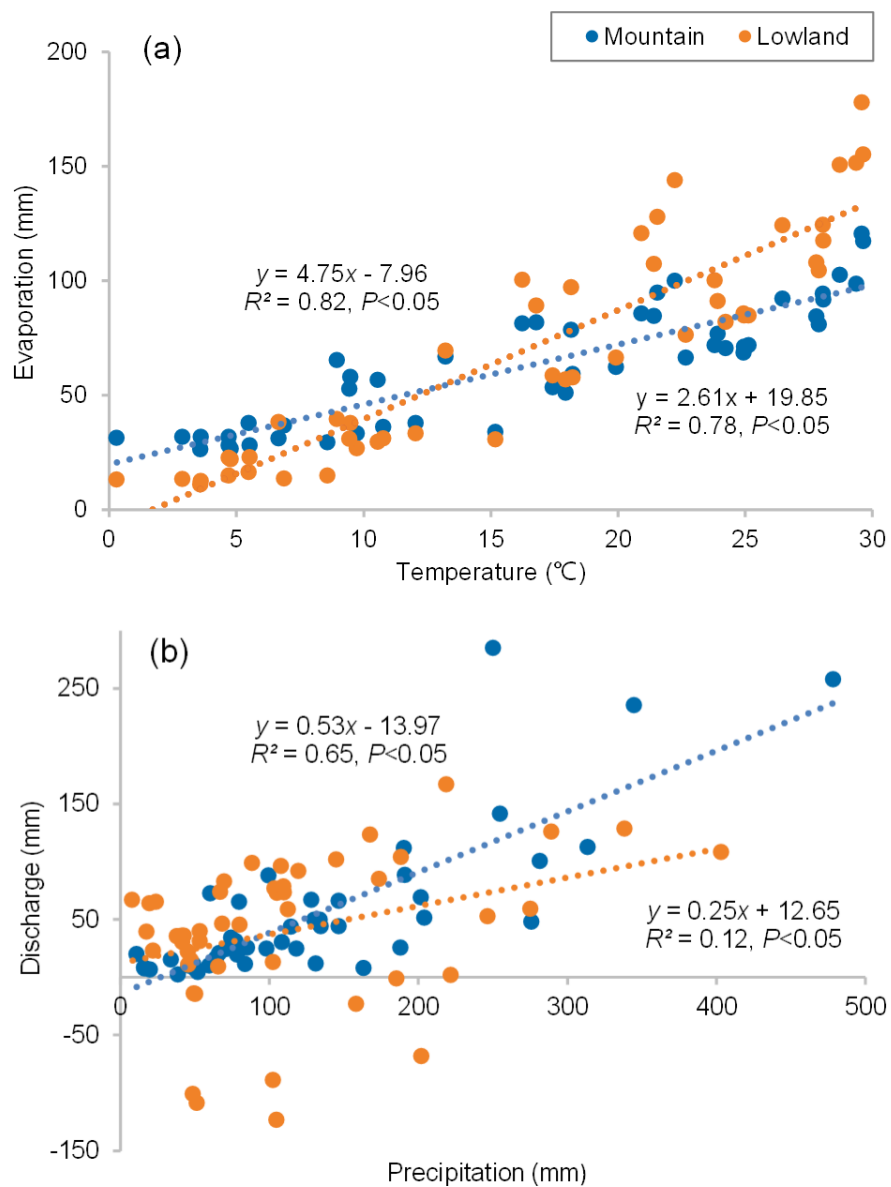 (a)
Mountain Lowland
200
150
100
50
0
Evaporation (mm)
y = 4.75x - 7.96
R² = 0.82, P<0.05
y = 2.61x + 19.85
R² = 0.78, P<0.05
0 5 10 15 20 25 30
Temperature (℃)
(b)
250
150
50
-50
-150
Discharge (mm)
y = 0.53x - 13.97
R² = 0.65, P<0.05
y = 0.25x + 12.65
R² = 0.12, P<0.05
0 100 200 300 400 500
Precipitation (mm)